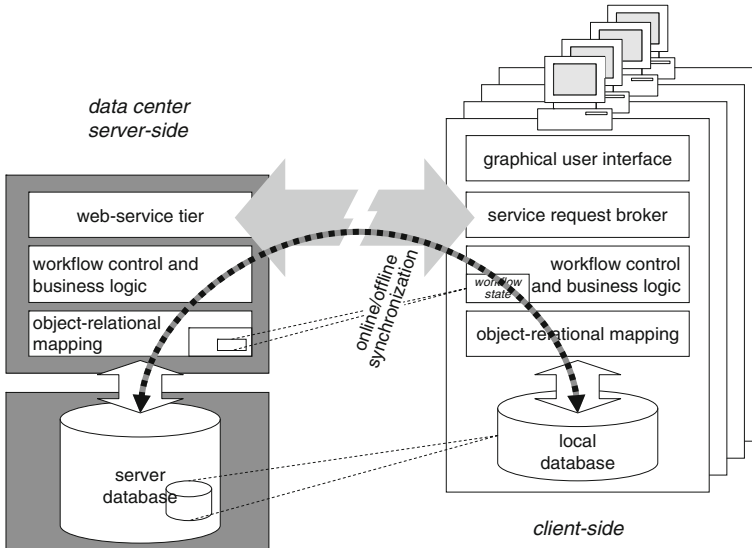 data center
server-side
web-service tier
workflow control and
business logic
object-relational
mapping
server
database
online/offline
synchronization
graphical user interface
service request broker
workflow control
and business logic
workflow
state
object-relational mapping
local
database
client-side